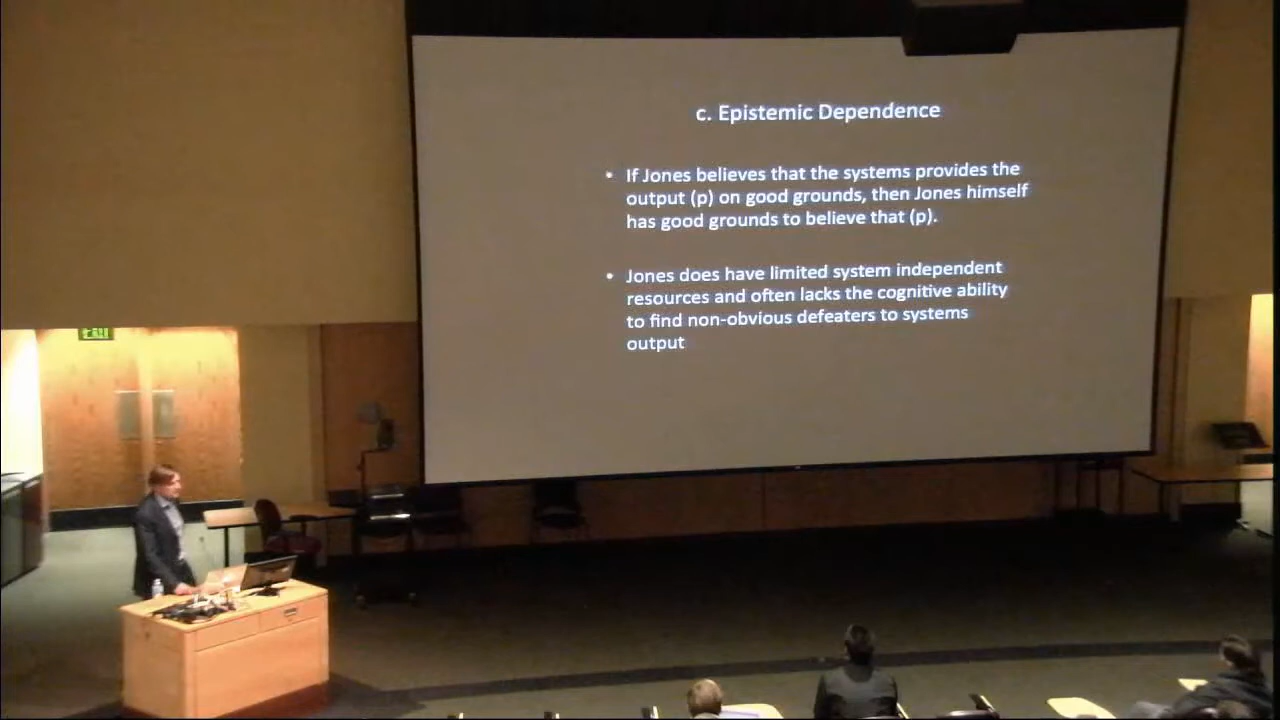 c. Epistemic Dependence
• If Jones believes that the systems provides the
output (p) on good grounds, then Jones himself
has good grounds to believe that (p).
• Jones does have limited system independent
resources and often lacks the cognitive ability
to find non-obvious defeaters to systems
output
EXIT